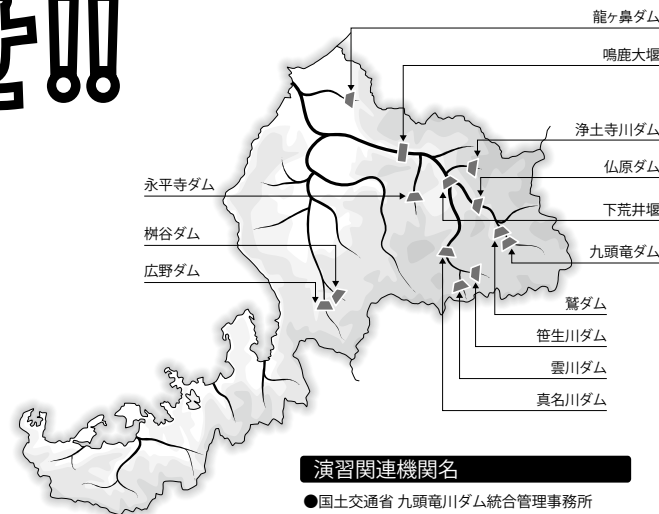 !!
龍ヶ鼻ダム
鳴鹿大堰
浄土寺川ダム
仏原ダム
下荒井堰
九頭竜ダム
永平寺ダム
桝谷ダム
広野ダム
鷲ダム
笹生川ダム
雲川ダム
真名川ダム
演習関連機関名
●国土交通省 九頭竜川ダム統合管理事務所